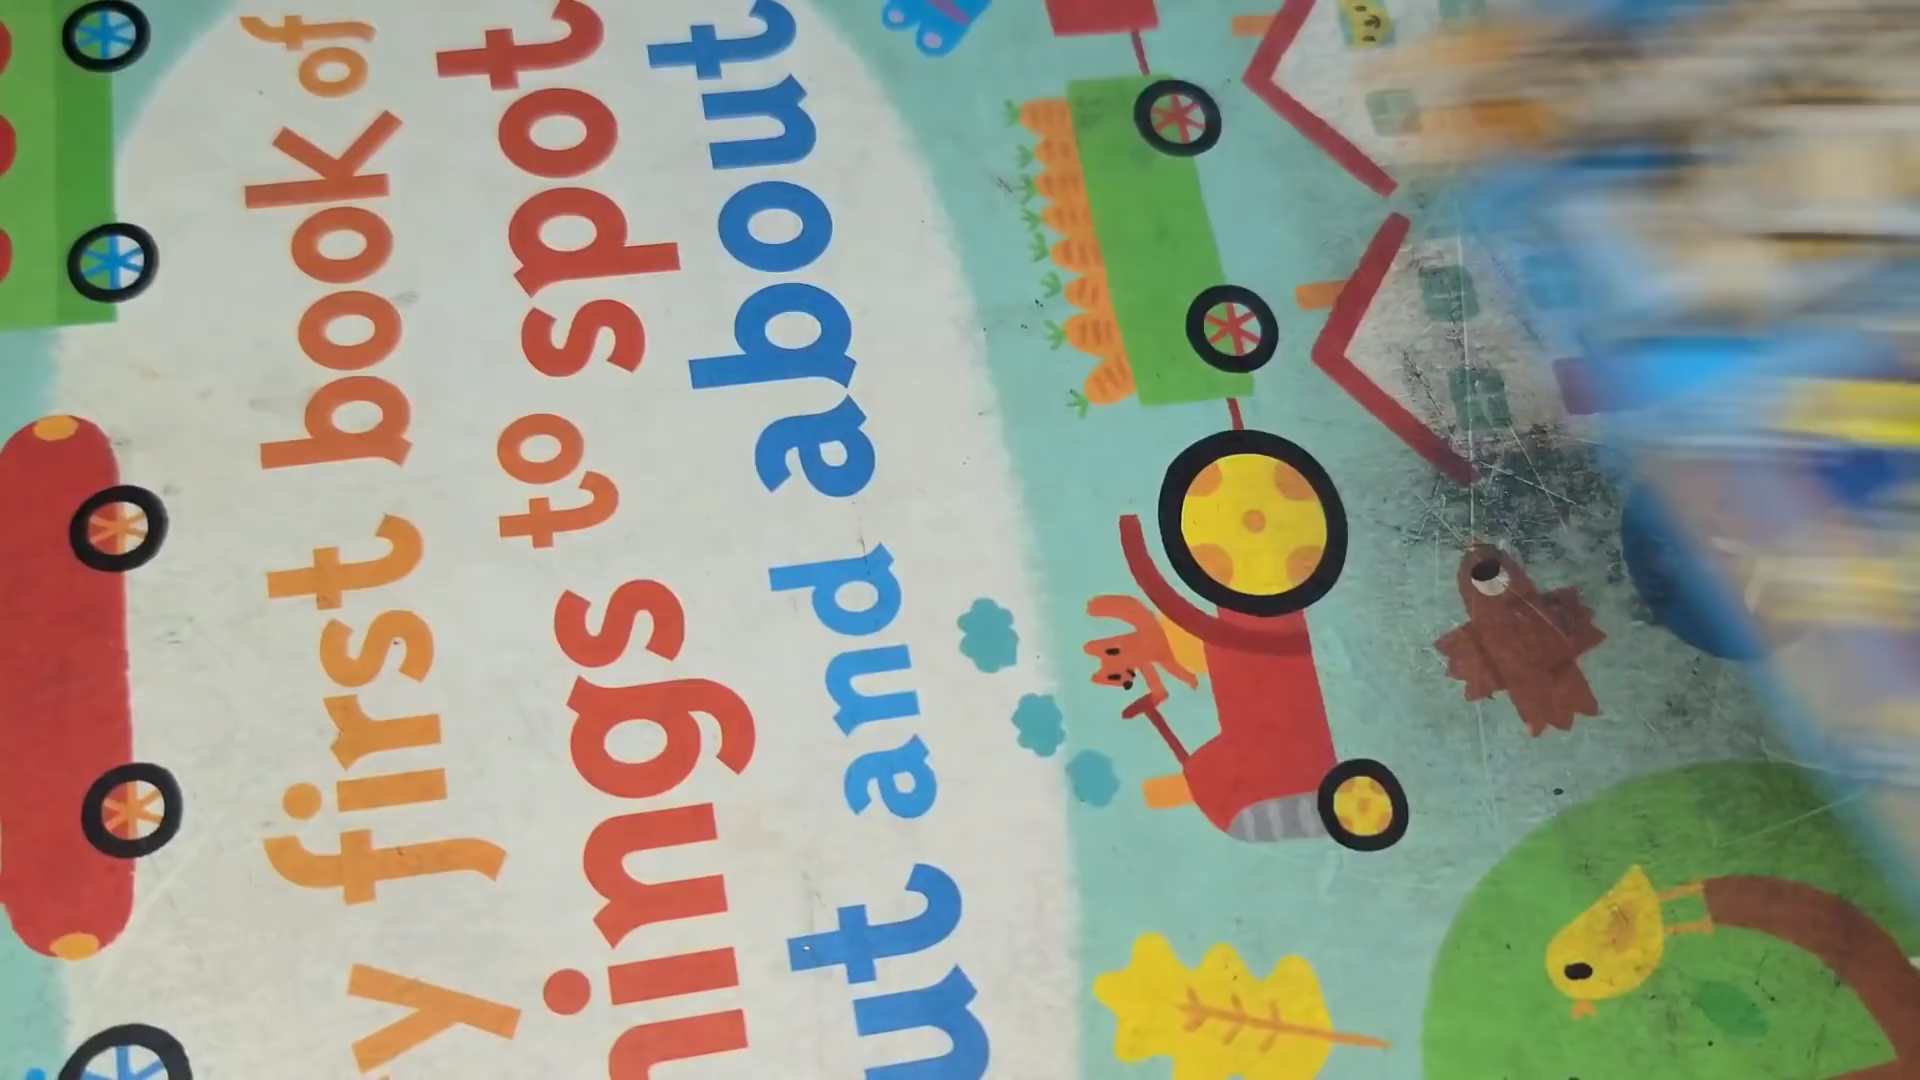 y first book of
ings to spot
ut and about